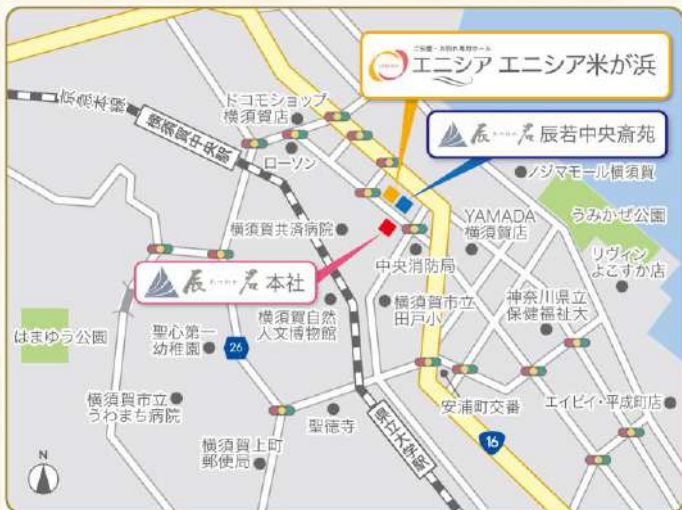 ご安置・お別れ専用ホール
エニシア エニシア米が浜
京急本線
横須賀中央駅
ドコモショップ
横須賀店
ローソン
辰若中央斎苑
ノジマモール横須賀
YAMADA
横須賀店
うみかぜ公園
横須賀共済病院
中央消防局
リヴィン
よこすか店
辰 若 本社
横須賀市立
田戸小
神奈川県立
保健福祉大
はまゆう公園
聖心第一
幼稚園
26
横須賀自然
人文博物館
横須賀市立
うわまち病院
安浦町交番
エイビイ・平成町店
聖徳寺
県立大学駅
横須賀上町
郵便局
16
N